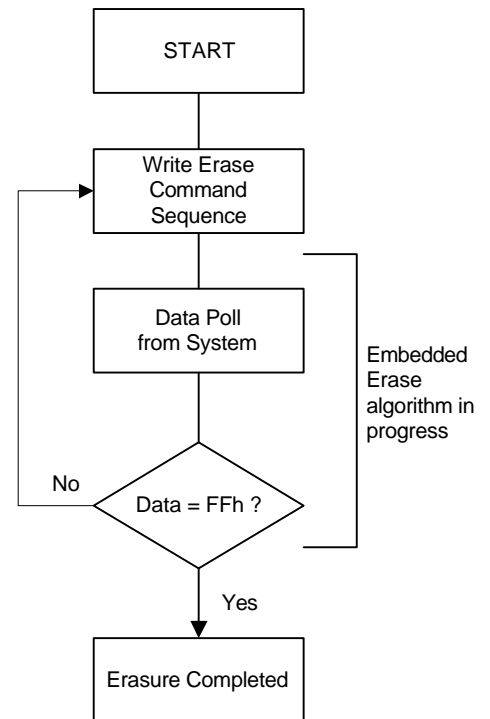 START
Write Erase
Command
Sequence
Data Poll
from System
Embedded
Erase
algorithm in
progress
No
Data = FFh ?
Yes
Erasure Completed